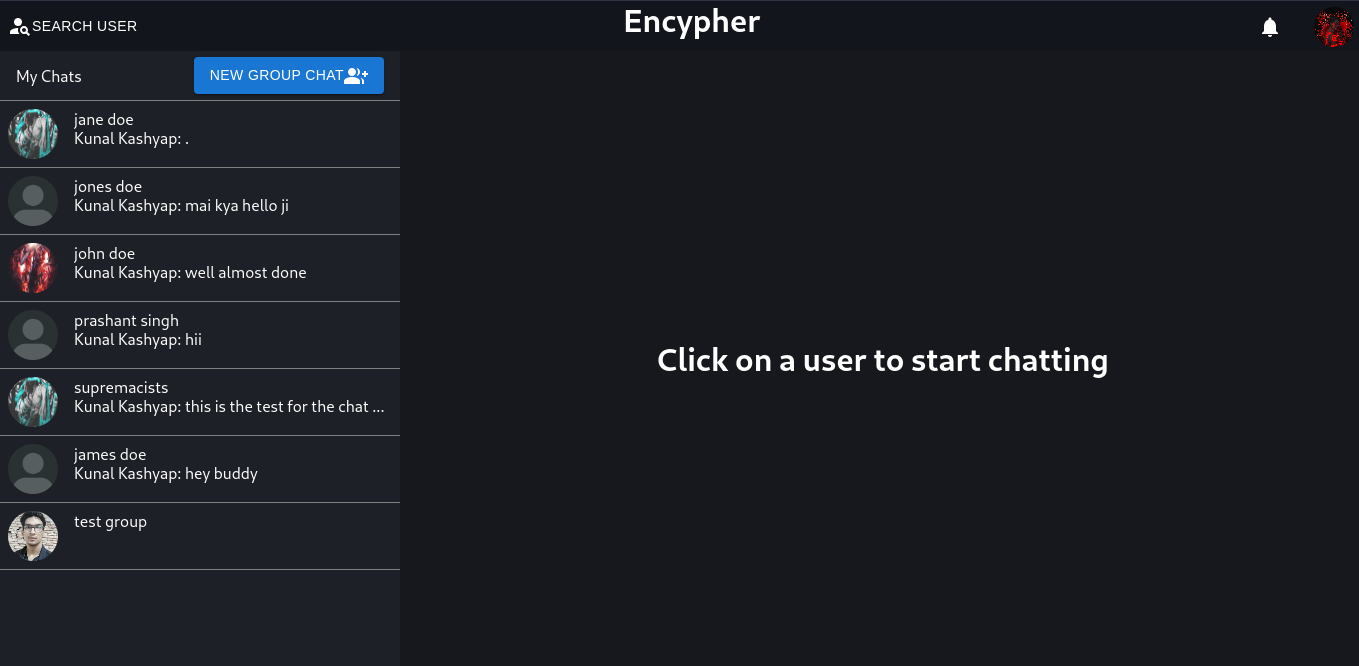 SEARCH USER
Encypher
My Chats
NEW GROUP CHAT
jane doe
Kunal Kashyap: .
jones doe
Kunal Kashyap: mai kya hello ji
john doe
Kunal Kashyap: well almost done
prashant singh
Kunal Kashyap: hii
supremacists
Kunal Kashyap: this is the test for the chat ...
james doe
Kunal Kashyap: hey buddy
test group
Click on a user to start chatting